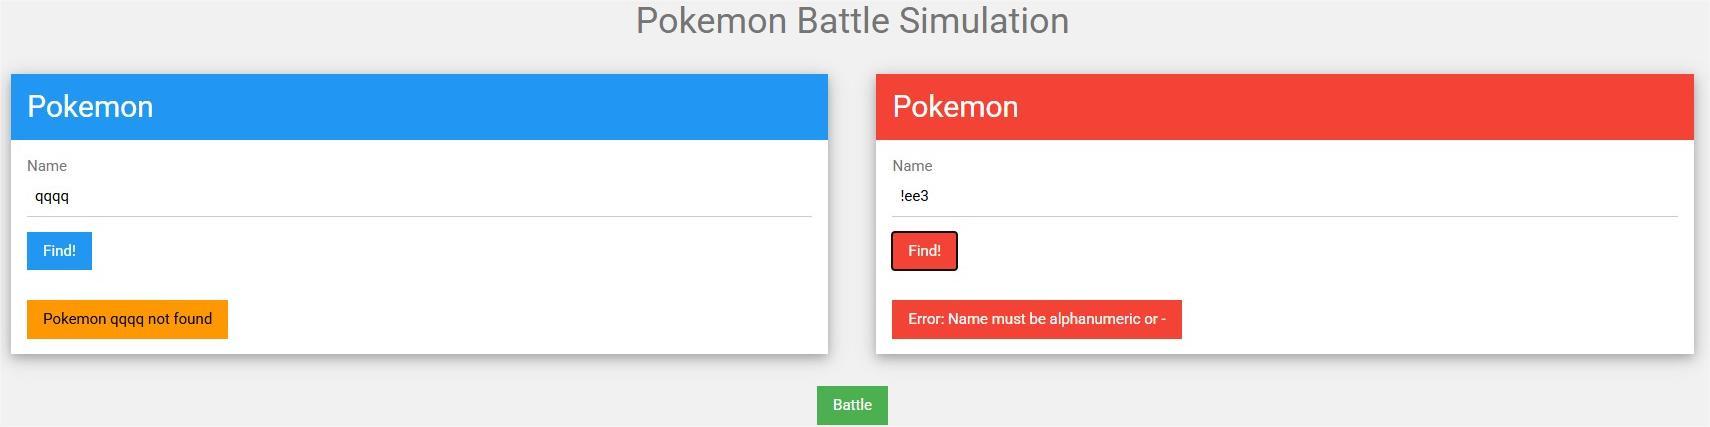 Pokemon Battle Simulation
Pokemon
Name
qqqq
Find!
Pokemon qqqq not found
Pokemon
Name
!ee3
Find!
Error: Name must be alphanumeric or -
Battle